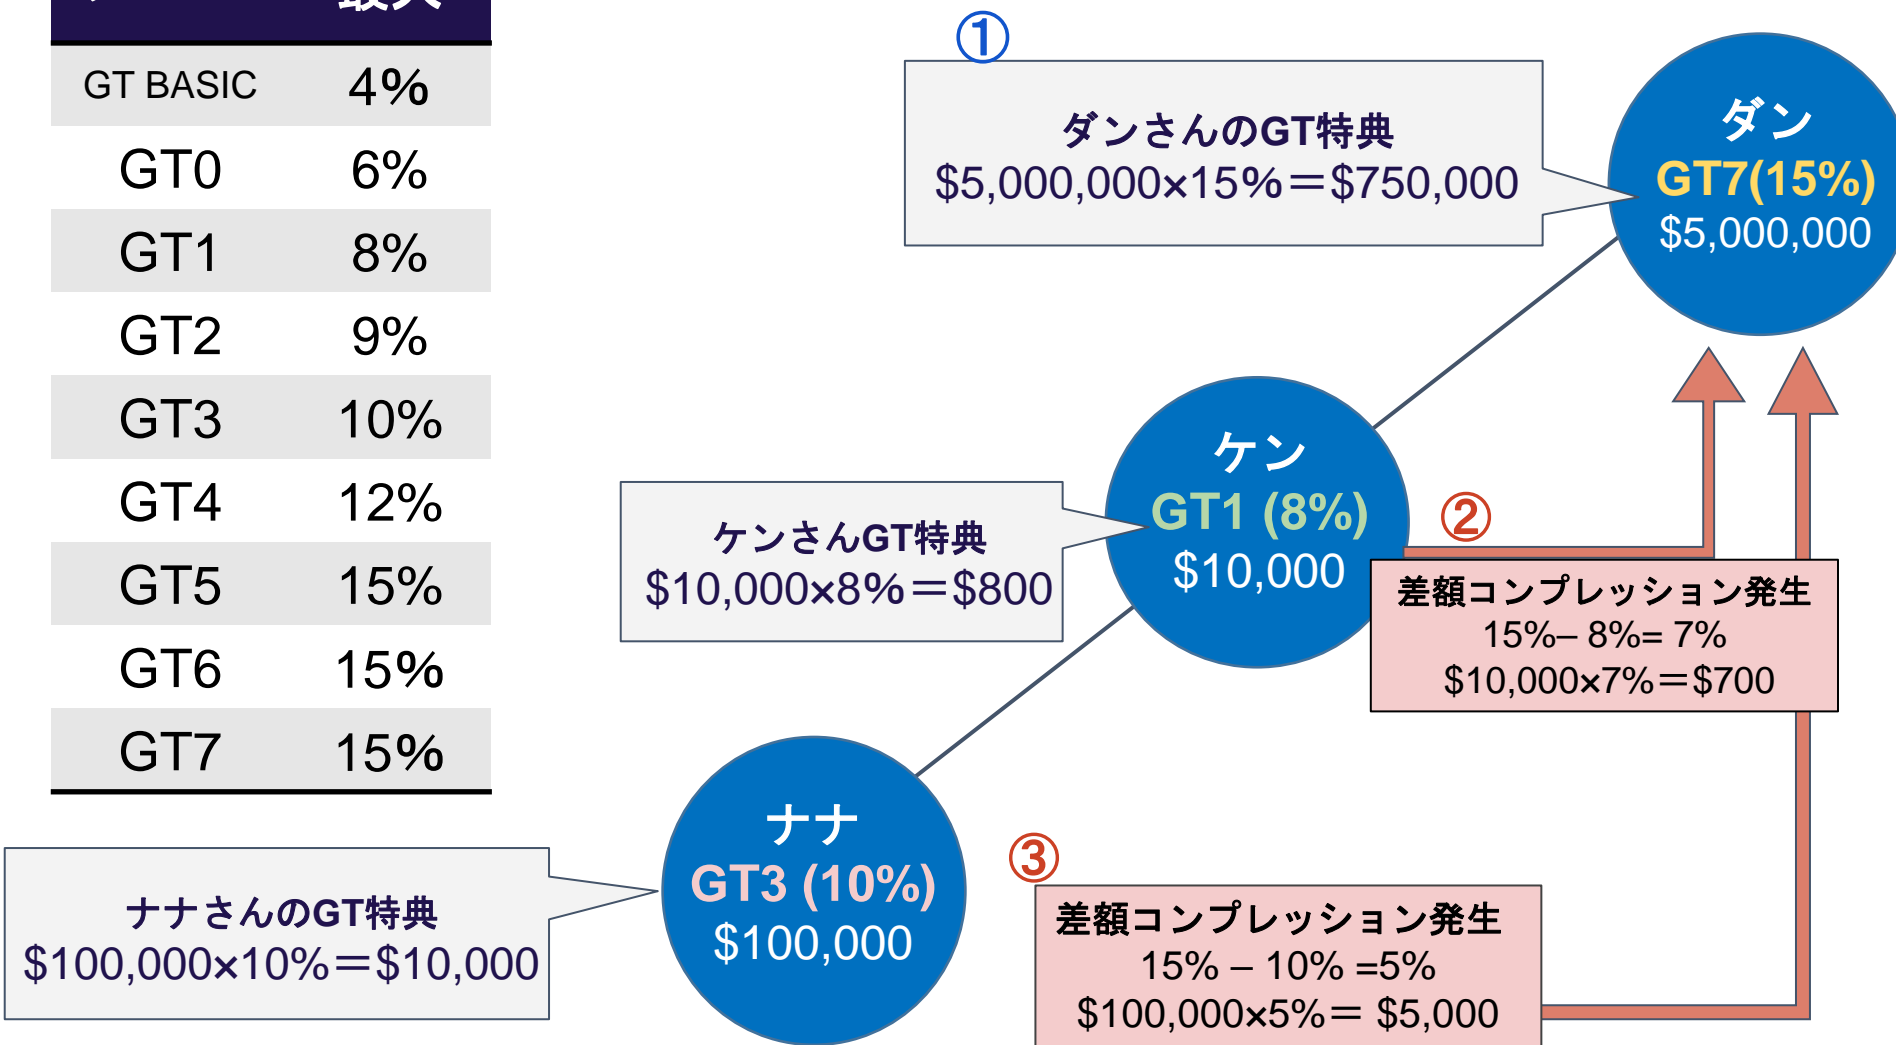 最大
GT BASIC 4%
GT0 6%
GT1 8%
GT2 9%
GT3 10%
GT4 12%
GT5 15%
GT6 15%
GT7 15%
①
ダンさんのGT特典
$5,000,000×15%＝$750,000
ダン
GT7(15%)
$5,000,000
ケンさんGT特典
$10,000×8%＝$800
ケン
GT1 (8%)
$10,000
②
差額コンプレッション発生
15%– 8%= 7%
$10,000×7%＝$700
ナナさんのGT特典
$100,000×10%＝$10,000
ナナ
GT3 (10%)
$100,000
③
差額コンプレッション発生
15% – 10% =5%
$100,000×5%＝ $5,000